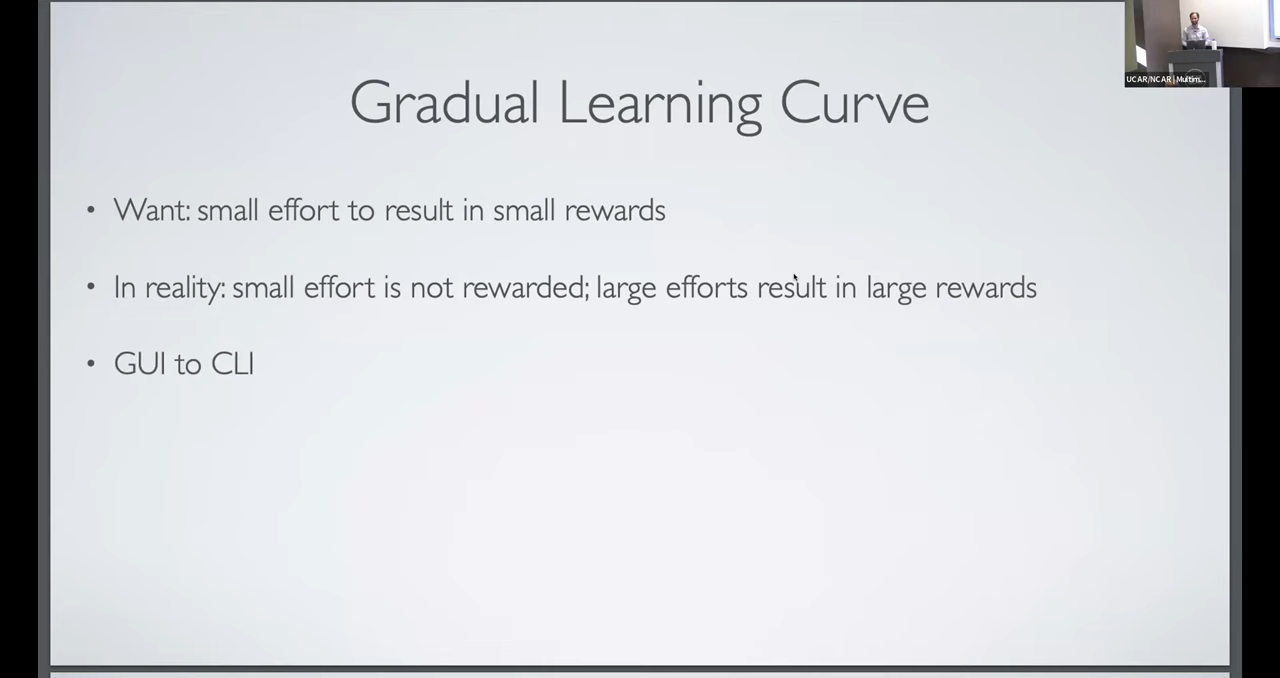 UCAR/NCAR | Multim...
Gradual Learning Curve
• Want: small effort to result in small rewards
• In reality: small effort is not rewarded; large efforts result in large rewards
• GUI to CLI